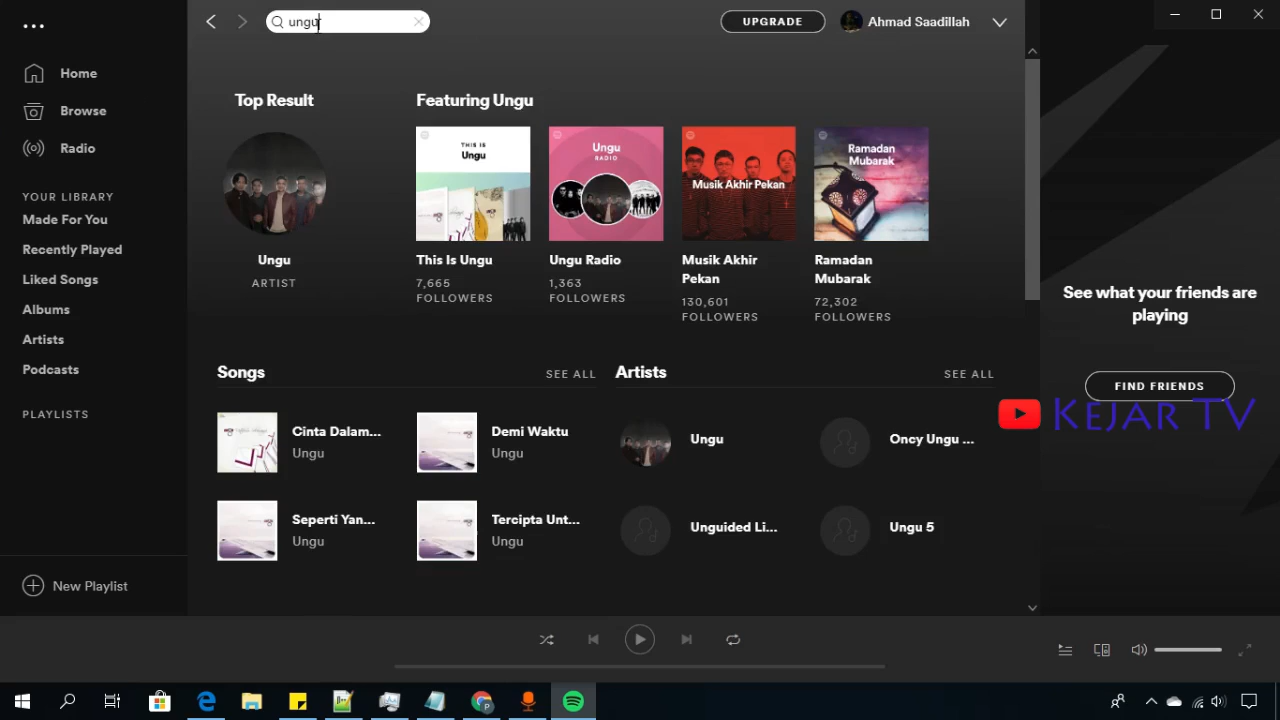 ungu
UPGRADE
Ahmad Saadillah
Home
Browse
Radio
YOUR LIBRARY
Made For You
Recently Played
Liked Songs
Albums
Artists
Podcasts
PLAYLISTS
New Playlist
Top Result
Ungu
ARTIST
Featuring Ungu
THIS IS
Ungu
This Is Ungu
7,665
FOLLOWERS
Ungu
RADIO
Ungu Radio
1,363
FOLLOWERS
Musik Akhir Pekan
Musik Akhir
Pekan
130,601
FOLLOWERS
Ramadan
Mubarak
Ramadan
Mubarak
72,302
FOLLOWERS
Songs
SEE ALL
Cinta Dalam...
Ungu
Demi Waktu
Ungu
Seperti Yan...
Ungu
Tercipta Unt...
Ungu
Artists
SEE ALL
Ungu
Oncy Ungu ...
Unguided Li...
Ungu 5
See what your friends are
playing
FIND FRIENDS
KEJAR TV